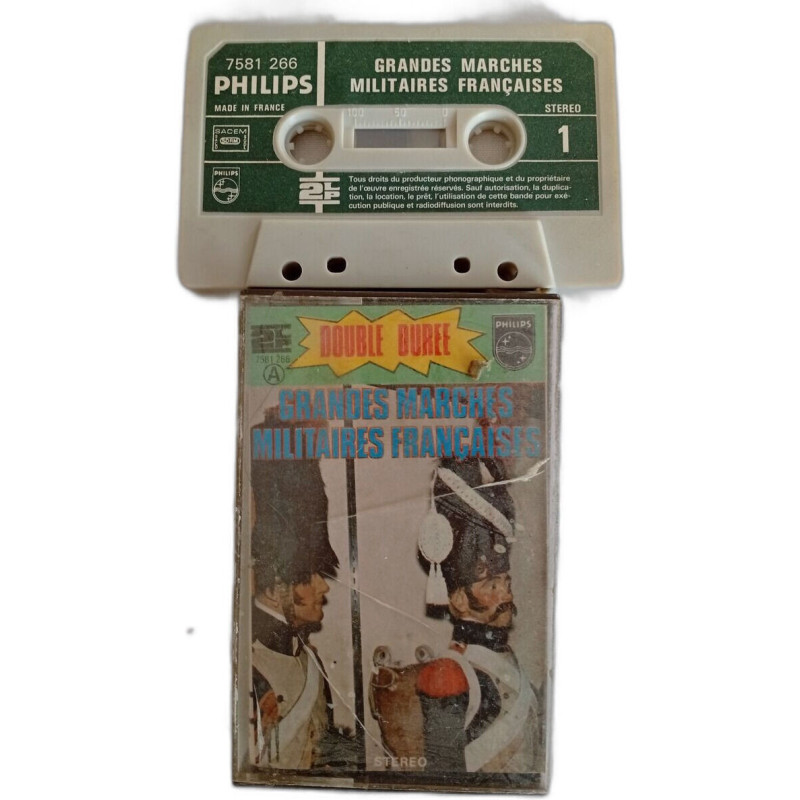 7581 266
PHILIPS
MADE IN FRANCE
GRANDES MARCHES
MILITAIRES FRANÇAISES
STEREO
1
100 50 0
SACEM
PHILIPS
2LP
Tous droits du producteur phonographique et du propriétaire
de l'œuvre enregistrée réservés. Sauf autorisation, la duplica-
tion, la location, le prêt, l'utilisation de cette bande pour exé-
cution publique et radiodiffusion sont interdits.
DOUBLE DUREE
PHILIPS
7581 266
A
GRANDES MARCHES
MILITAIRES FRANÇAISES
STEREO